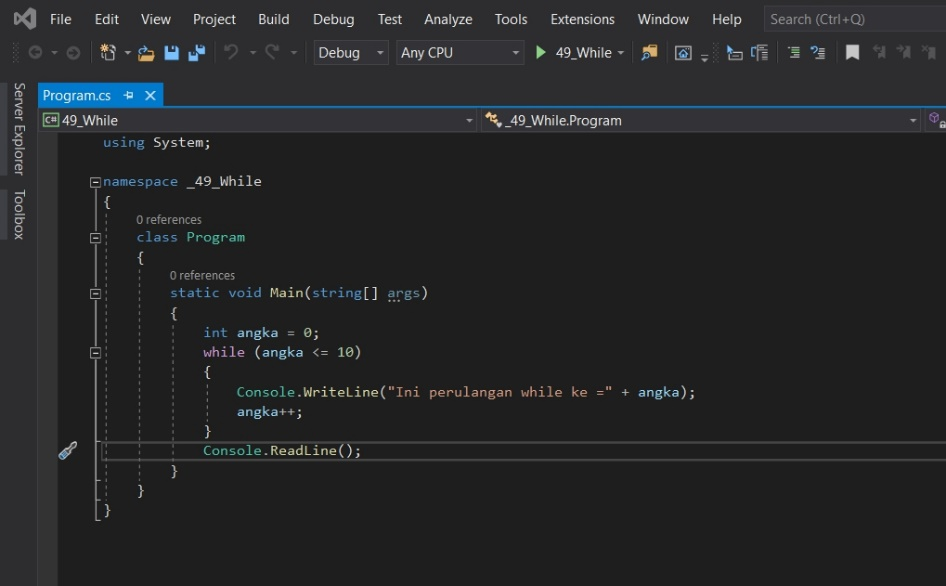 File Edit View Project Build Debug Test Analyze Tools Extensions Window Help Search (Ctrl+Q)
Debug Any CPU 49_While
Server Explorer
Toolbox
Program.cs
C# 49_While _49_While.Program
using System;
namespace _49_While
{
0 references
class Program
{
0 references
static void Main(string[] args)
{
int angka = 0;
while (angka <= 10)
{
Console.WriteLine("Ini perulangan while ke =" + angka);
angka++;
}
Console.ReadLine();
}
}
}